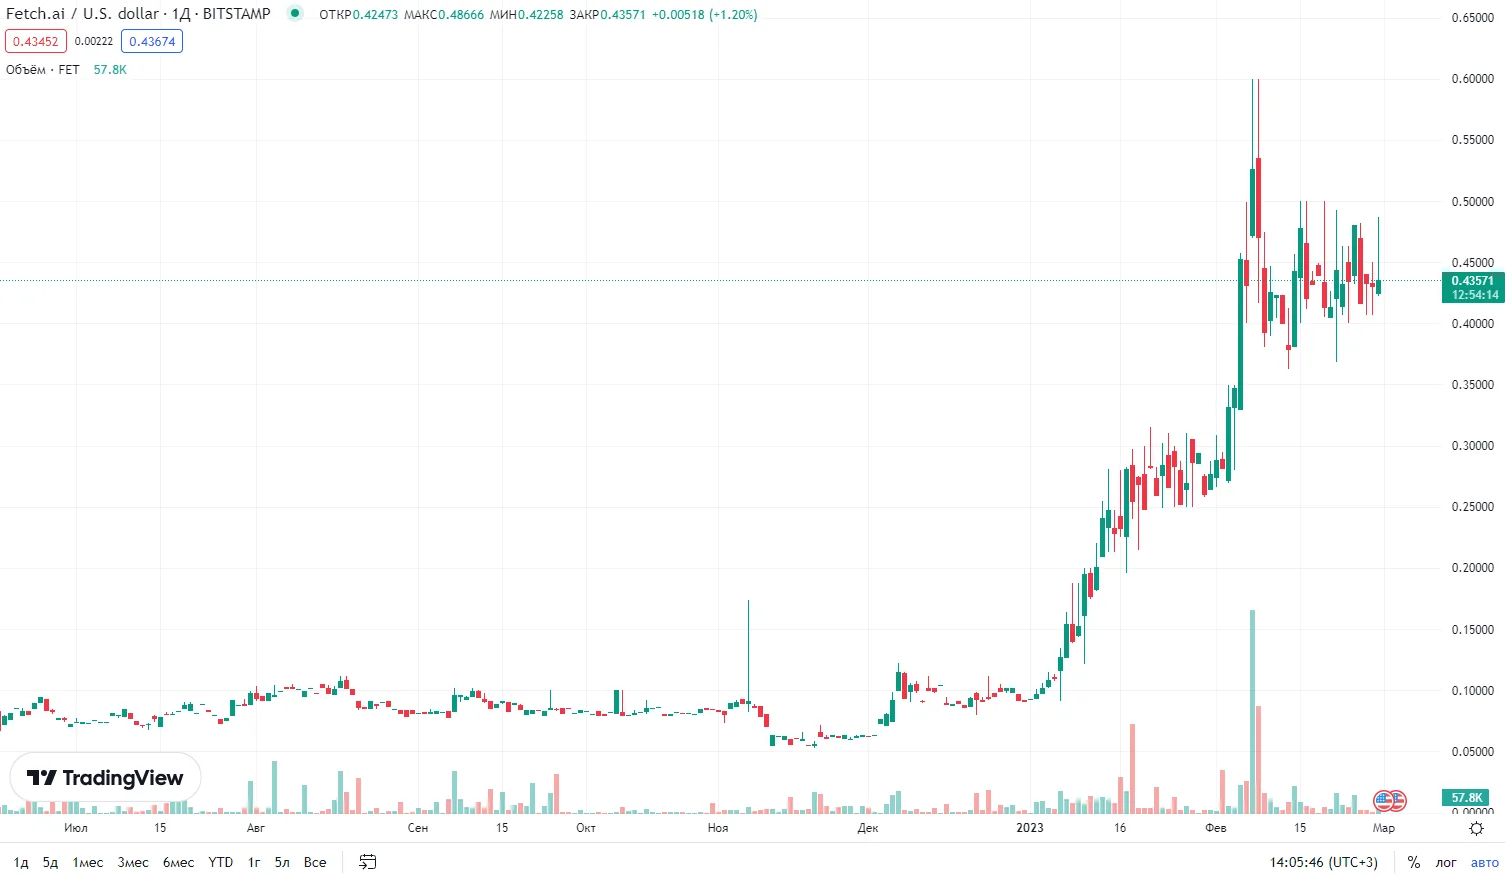 Fetch.ai / U.S. dollar · 1Д · BITSTAMP ОТКР0.42473 МАКС0.48666 МИН0.42258 ЗАКР0.43571 +0.00518 (+1.20%)
0.43452 0.00222 0.43674
Объём · FET 57.8K
0.65000
0.60000
0.55000
0.50000
0.45000
0.43571
12:54:14
0.40000
0.35000
0.30000
0.25000
0.20000
0.15000
0.10000
0.05000
TradingView
57.8K
0.00000
Июл 15 Авг Сен 15 Окт Ноя Дек 2023 16 Фев 15 Мар
1д 5д 1мес 3мес 6мес YTD 1г 5л Все 14:05:46 (UTC+3) % лог авто